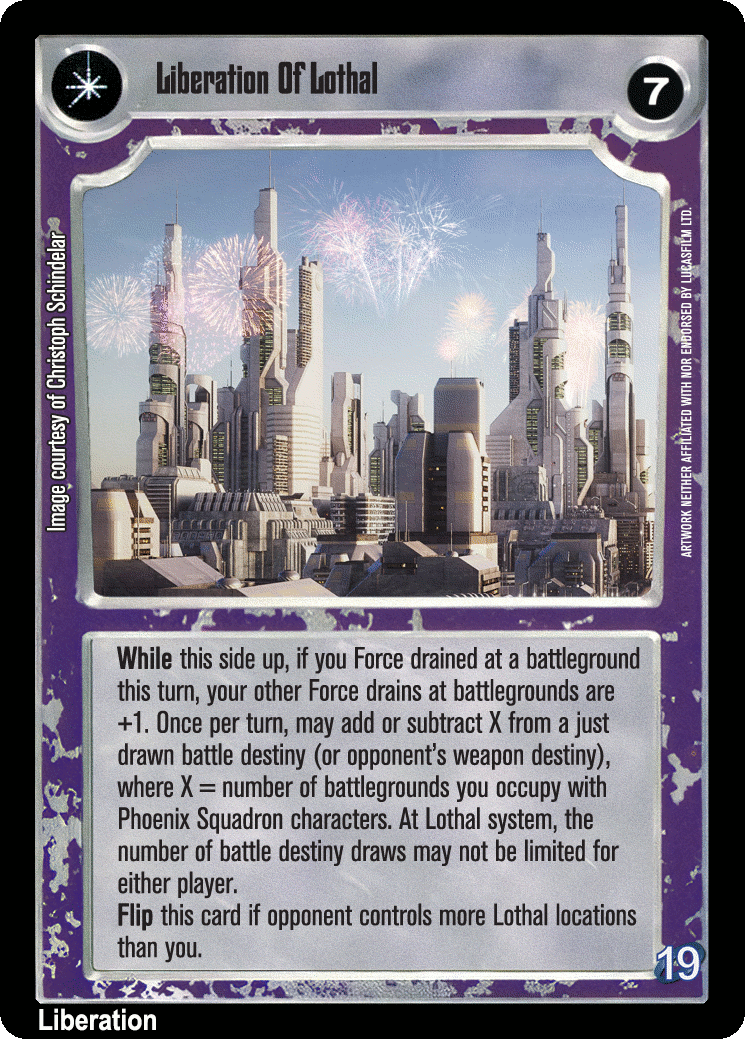 Liberation Of Lothal
7
Image courtesy of Christoph Schindelar
ARTWORK NEITHER AFFILIATED WITH NOR ENDORSED BY LUCASFILM LTD.
While this side up, if you Force drained at a battleground
this turn, your other Force drains at battlegrounds are
+1. Once per turn, may add or subtract X from a just
drawn battle destiny (or opponent's weapon destiny),
where X = number of battlegrounds you occupy with
Phoenix Squadron characters. At Lothal system, the
number of battle destiny draws may not be limited for
either player.
Flip this card if opponent controls more Lothal locations
than you.
19
Liberation